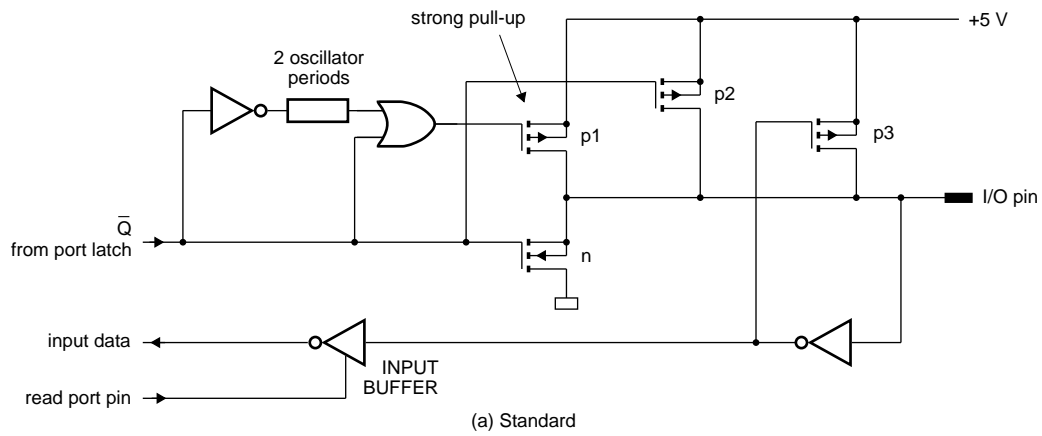 strong pull-up
+5 V
2 oscillator
periods
p2
p1
p3
I/O pin
Q̅
from port latch
n
input data
INPUT
BUFFER
read port pin
(a) Standard